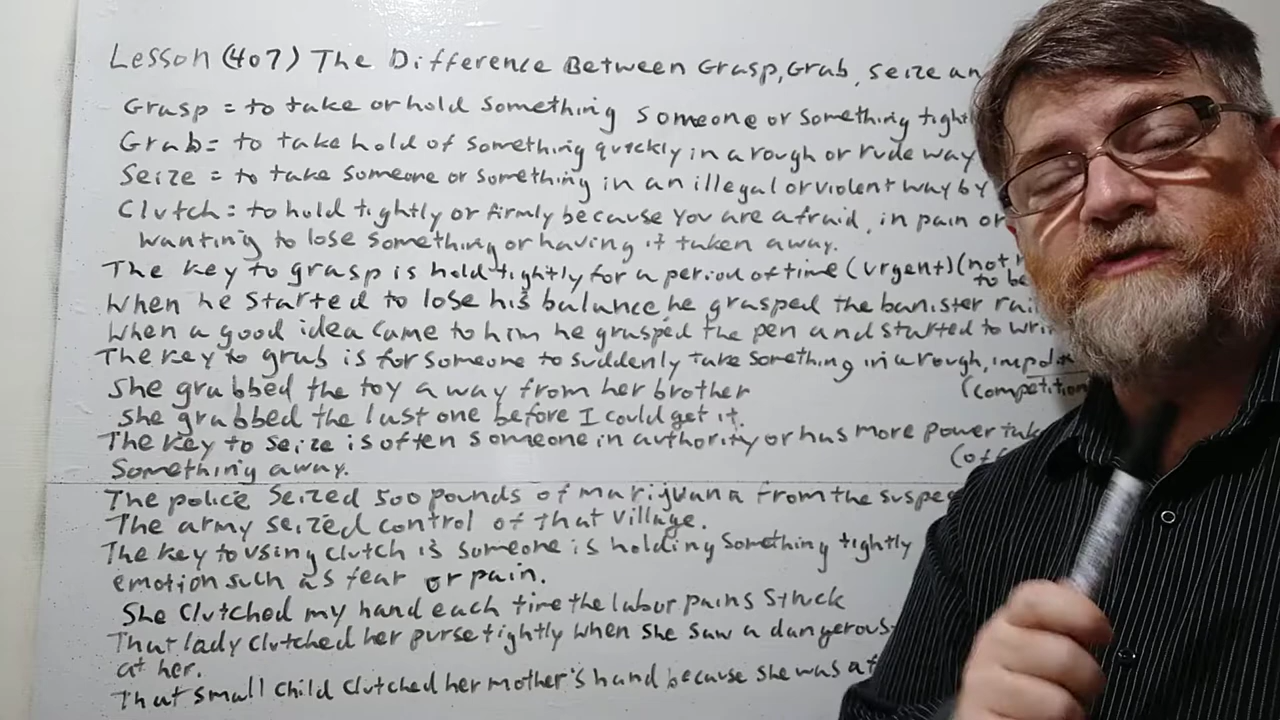 Lesson (407) The Difference Between Grasp, Grab, seize an
Grasp = to take or hold something someone or something tight
Grab = to take hold of something quickly in a rough or rude way
Seize = to take someone or something in an illegal or violent way by
Clutch = to hold tightly or firmly because you are afraid, in pain or
wanting to lose something or having it taken away.
The key to grasp is hold tightly for a period of time (urgent) (not
to be
When he started to lose his balance he grasped the banister rai
When a good idea came to him he grasped the pen and started to wri
The key to grab is for someone to suddenly take something in a rough, impol
She grabbed the toy away from her brother
(competition
She grabbed the last one before I could get it.
The key to seize is often someone in authority or has more power tak
Something away.
The police seized 500 pounds of marijuana from the suspe
The army seized control of that village.
The key to using clutch is someone is holding something tightly
emotion such as fear or pain.
She clutched my hand each time the labor pains struck
That lady clutched her purse tightly when she saw a dangerous
at her.
That small child clutched her mother's hand because she was af